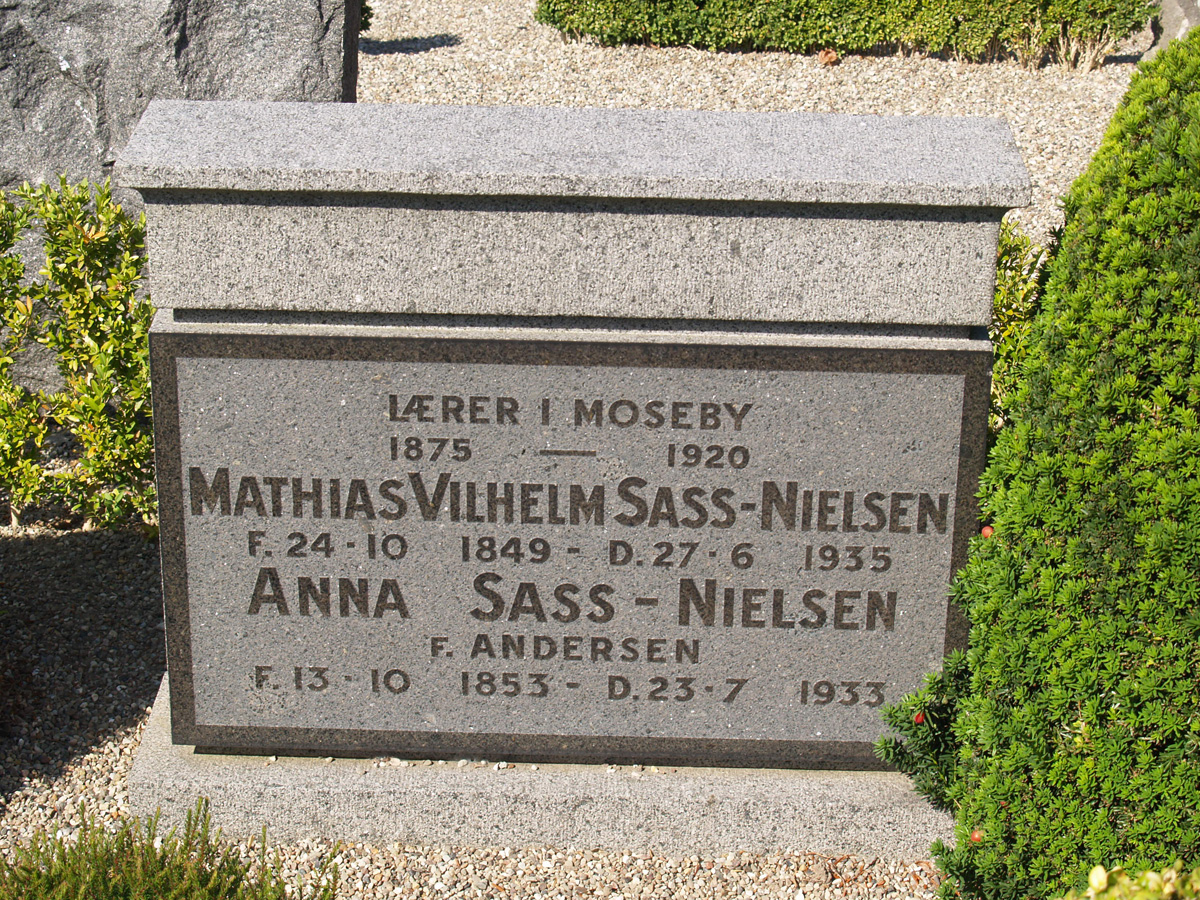 LÆRER I MOSEBY
1875 — 1920
MATHIAS VILHELM SASS-NIELSEN
F. 24-10 1849 - D. 27-6 1935
ANNA SASS-NIELSEN
F. ANDERSEN
F. 13-10 1853 - D. 23-7 1933